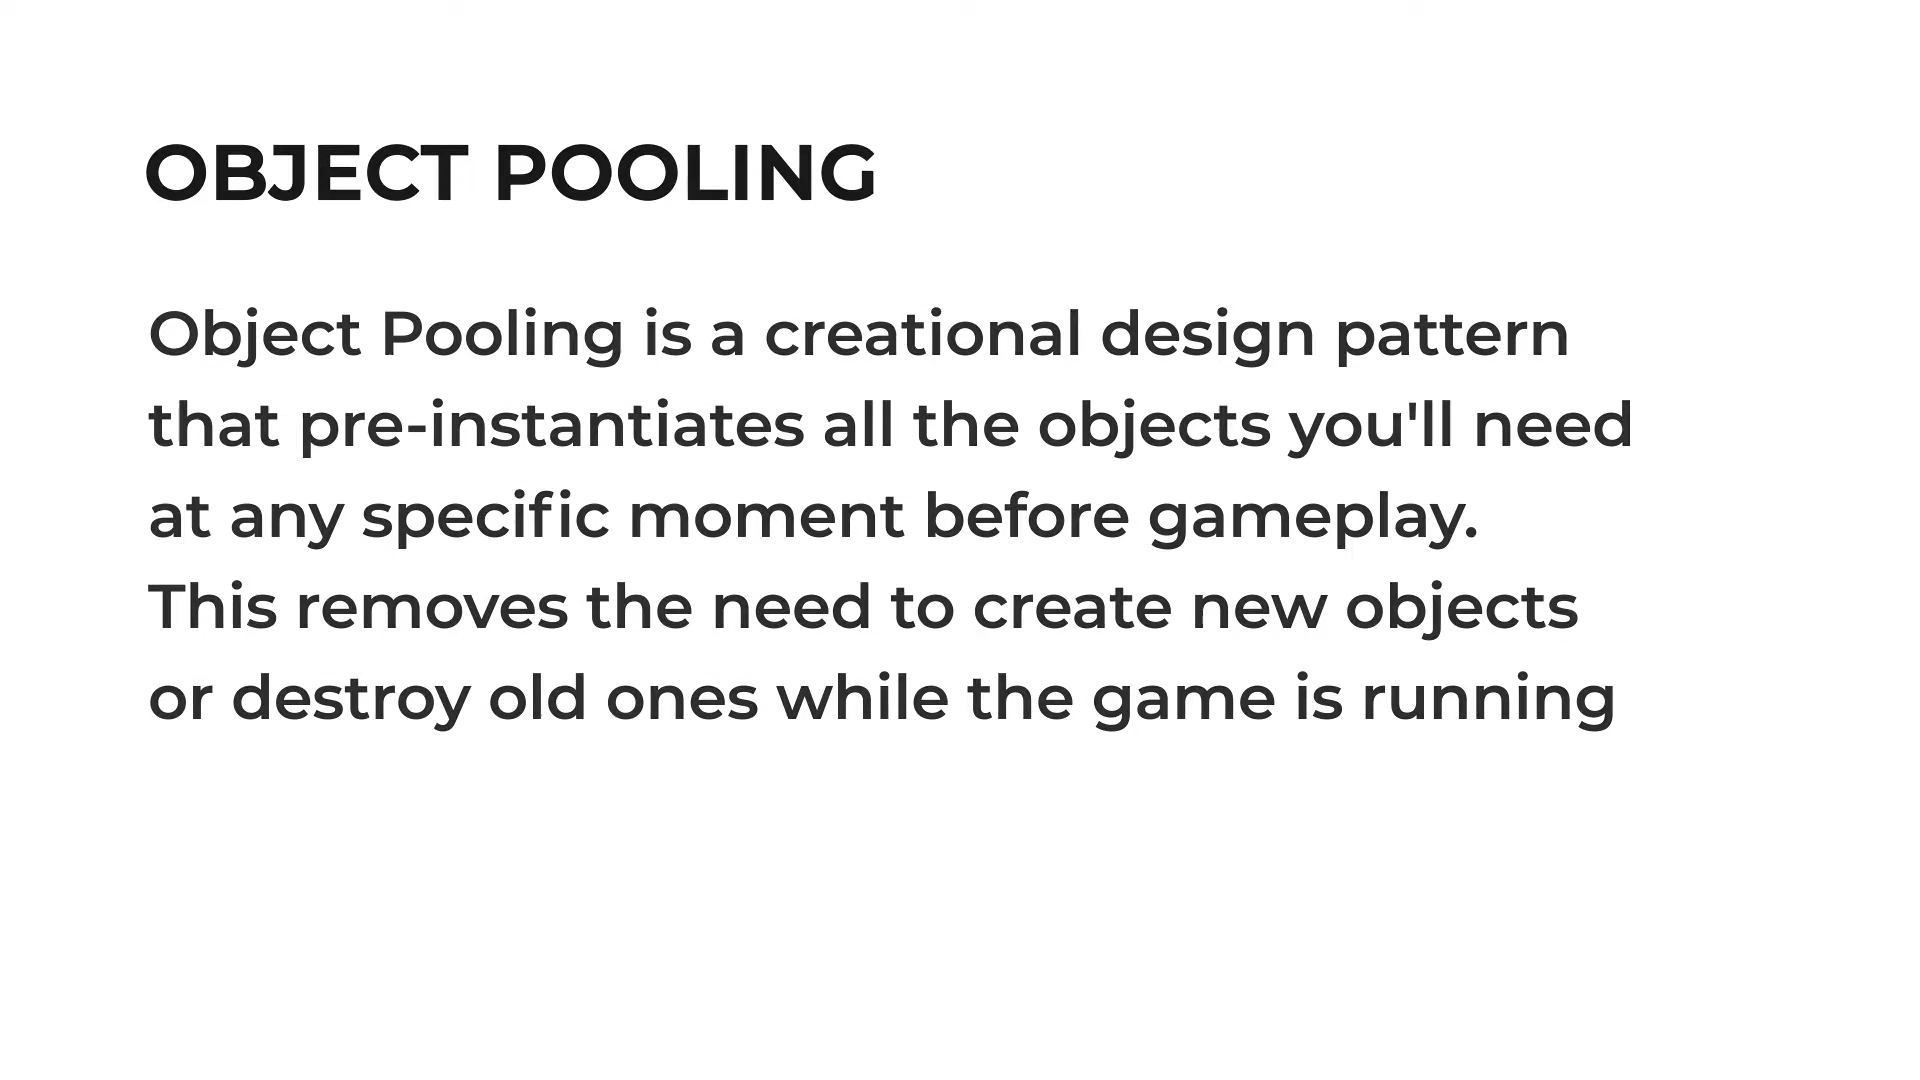 OBJECT POOLING
Object Pooling is a creational design pattern
that pre-instantiates all the objects you'll need
at any specific moment before gameplay.
This removes the need to create new objects
or destroy old ones while the game is running